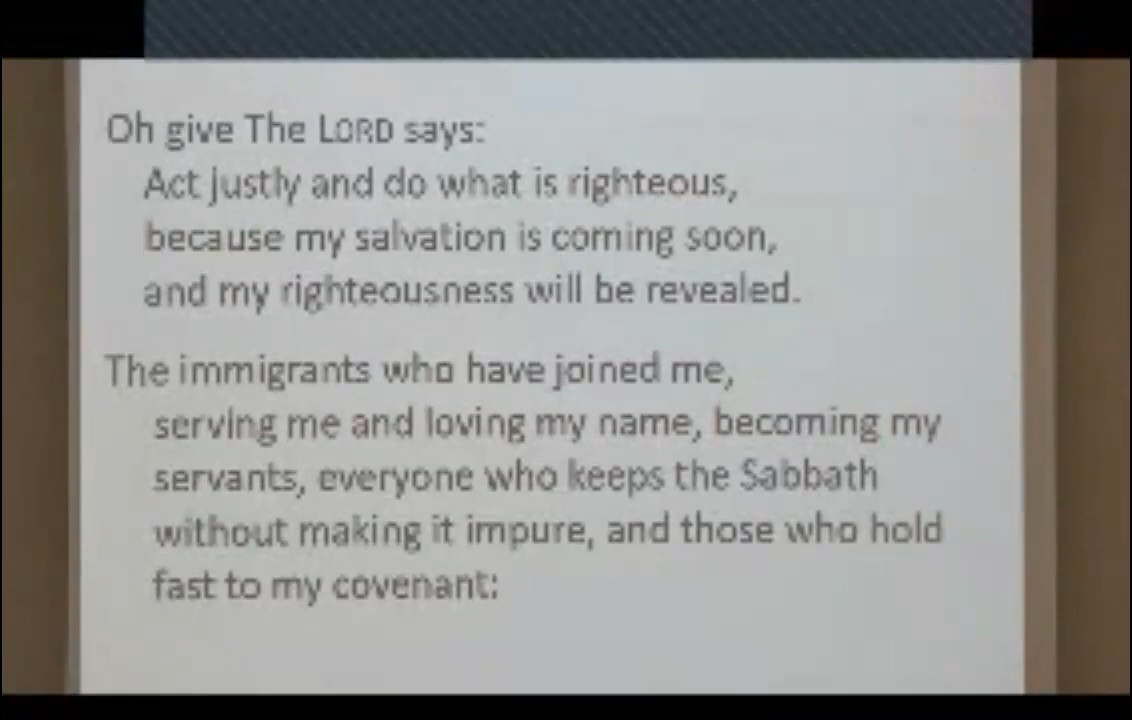 Oh give The LORD says:
Act justly and do what is righteous,
because my salvation is coming soon,
and my righteousness will be revealed.
The immigrants who have joined me,
serving me and loving my name, becoming my
servants, everyone who keeps the Sabbath
without making it impure, and those who hold
fast to my covenant: